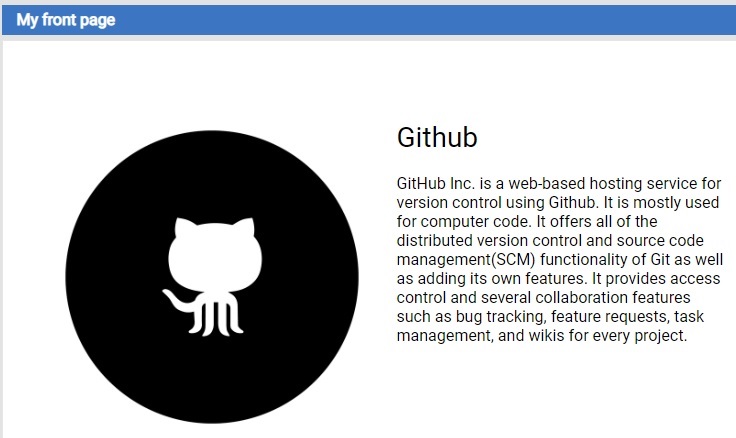 My front page
Github
GitHub Inc. is a web-based hosting service for
version control using Github. It is mostly used
for computer code. It offers all of the
distributed version control and source code
management(SCM) functionality of Git as well
as adding its own features. It provides access
control and several collaboration features
such as bug tracking, feature requests, task
management, and wikis for every project.